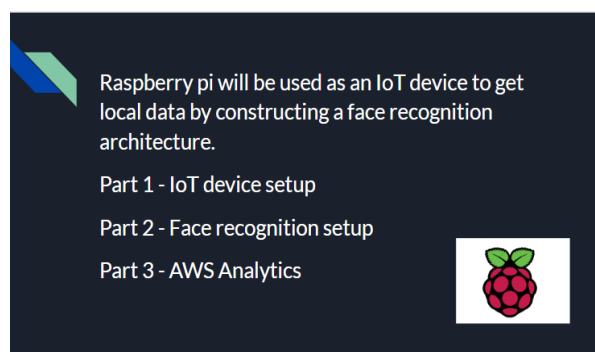 Raspberry pi will be used as an IoT device to get
local data by constructing a face recognition
architecture.
Part 1 - IoT device setup
Part 2 - Face recognition setup
Part 3 - AWS Analytics